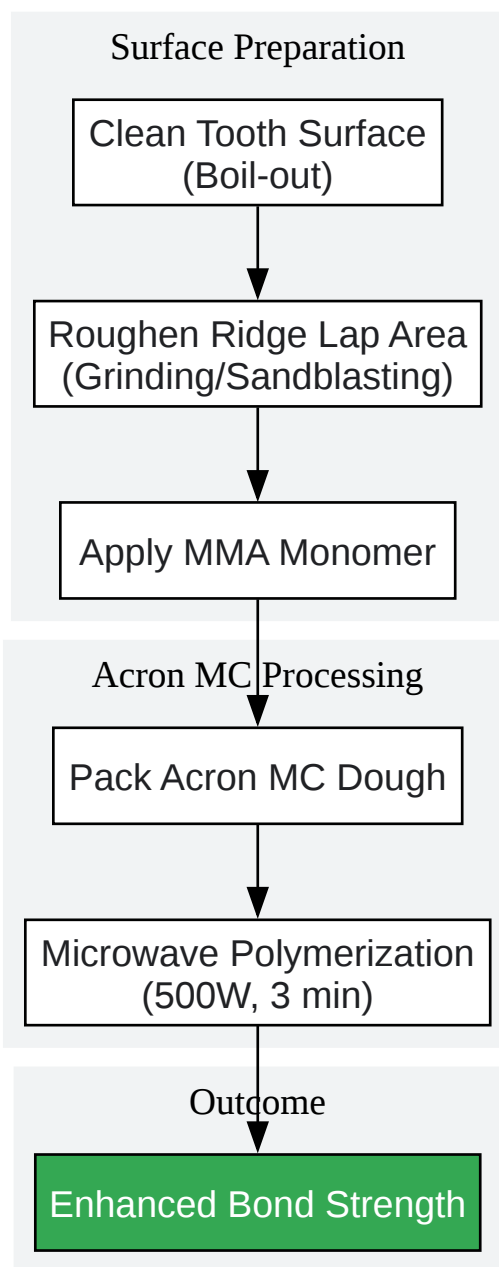 Surface Preparation
Clean Tooth Surface
(Boil-out)
Roughen Ridge Lap Area
(Grinding/Sandblasting)
Apply MMA Monomer
Acron MC Processing
Pack Acron MC Dough
Microwave Polymerization
(500W, 3 min)
Outcome
Enhanced Bond Strength